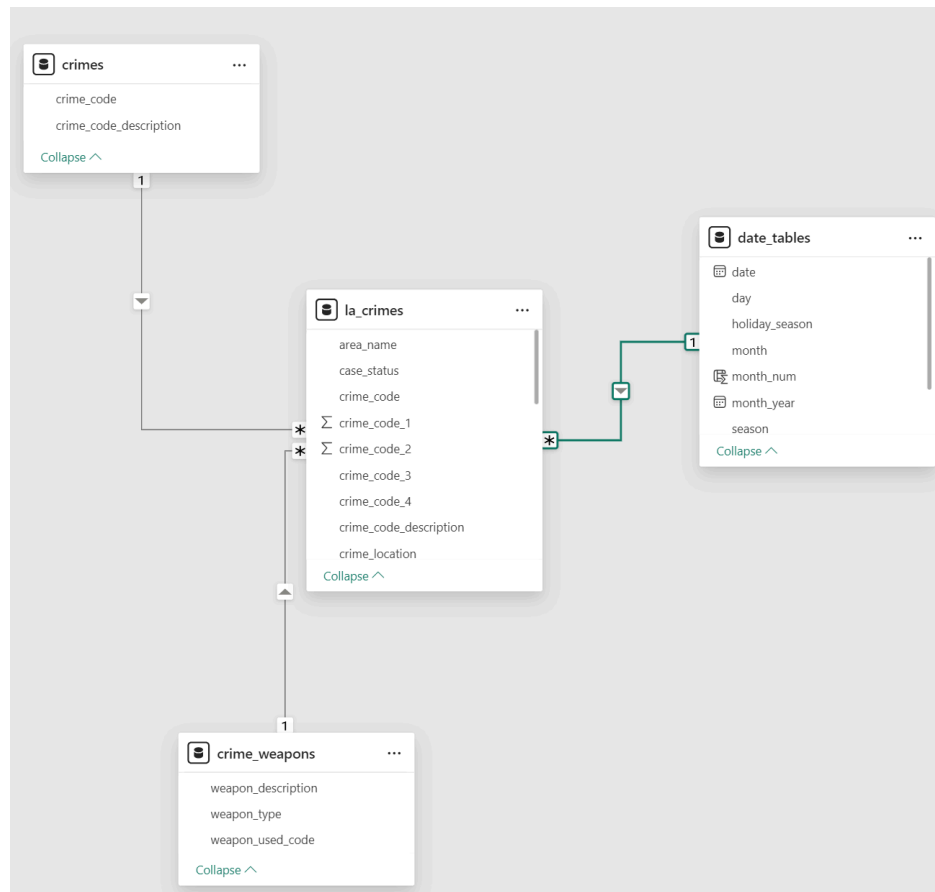 crimes
crime_code
crime_code_description
Collapse
1
date_tables
date
day
holiday_season
month
month_num
month_year
season
Collapse
1
la_crimes
area_name
case_status
crime_code
crime_code_1
crime_code_2
crime_code_3
crime_code_4
crime_code_description
crime_location
Collapse
*
*
*
1
crime_weapons
weapon_description
weapon_type
weapon_used_code
Collapse